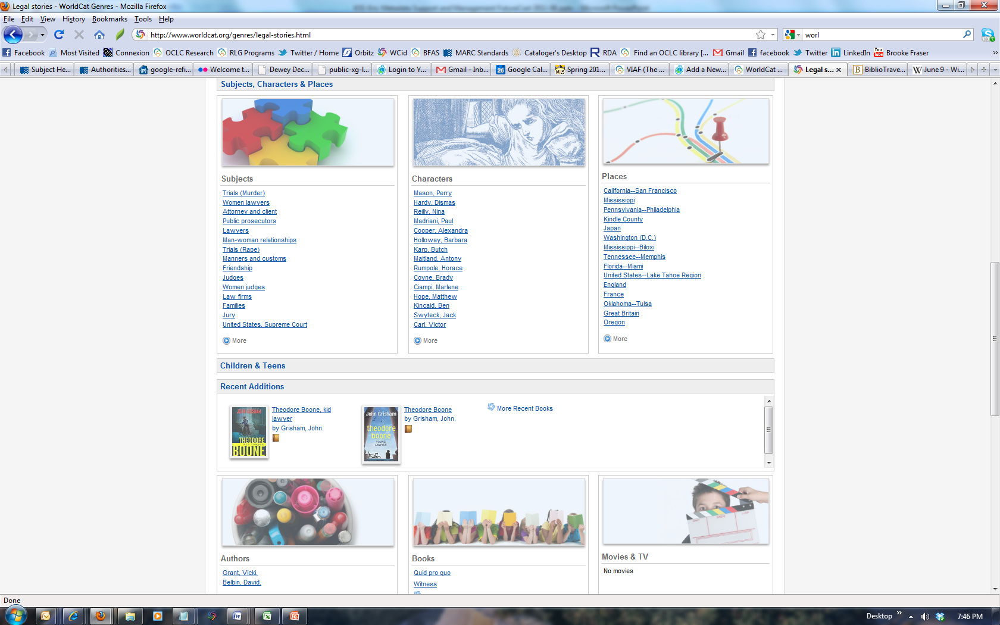 Legal stories - WorldCat Genres - Mozilla Firefox
File Edit View History Bookmarks Tools Help
http://www.worldcat.org/genres/legal-stories.html
worl
Facebook Most Visited Connexion OCLC Research RLG Programs Twitter / Home Orbitz WCid BFAS MARC Standards Cataloger's Desktop RDA Find an OCLC library [... Gmail facebook Twitter LinkedIn Brooke Fraser
Subject He... Authorities... google-refi... Welcome t... Dewey Dec... public-xg-l... Login to Y... Gmail - Inb... Google Cal... Spring 201... VIAF (The ... Add a New... WorldCat ... Legal s... BiblioTrave... June 9 - Wi...
Subjects, Characters & Places
Subjects
Trials (Murder)
Women lawyers
Attorney and client
Public prosecutors
Lawyers
Man-woman relationships
Trials (Rape)
Manners and customs
Friendship
Judges
Women judges
Law firms
Families
Jury
United States. Supreme Court
More
Characters
Mason, Perry
Hardy, Dismas
Reilly, Nina
Madriani, Paul
Cooper, Alexandra
Holloway, Barbara
Karp, Butch
Maitland, Antony
Rumpole, Horace
Coyne, Brady
Ciampi, Marlene
Hope, Matthew
Kincaid, Ben
Swyteck, Jack
Carl, Victor
More
Places
California--San Francisco
Mississippi
Pennsylvania--Philadelphia
Kindle County
Japan
Washington (D.C.)
Mississippi--Biloxi
Tennessee--Memphis
Florida--Miami
United States--Lake Tahoe Region
England
France
Oklahoma--Tulsa
Great Britain
Oregon
More
Children & Teens
Recent Additions
JOHN GRISHAM
THEODORE
BOONE
Theodore Boone, kid
lawyer
by Grisham, John.
John Grisham
theodore
boone
YOUNG
LAWYER
Theodore Boone
by Grisham, John.
More Recent Books
Authors
Grant, Vicki.
Belbin, David.
Books
Quid pro quo
Witness
Movies & TV
No movies
Done
Desktop
7:46 PM